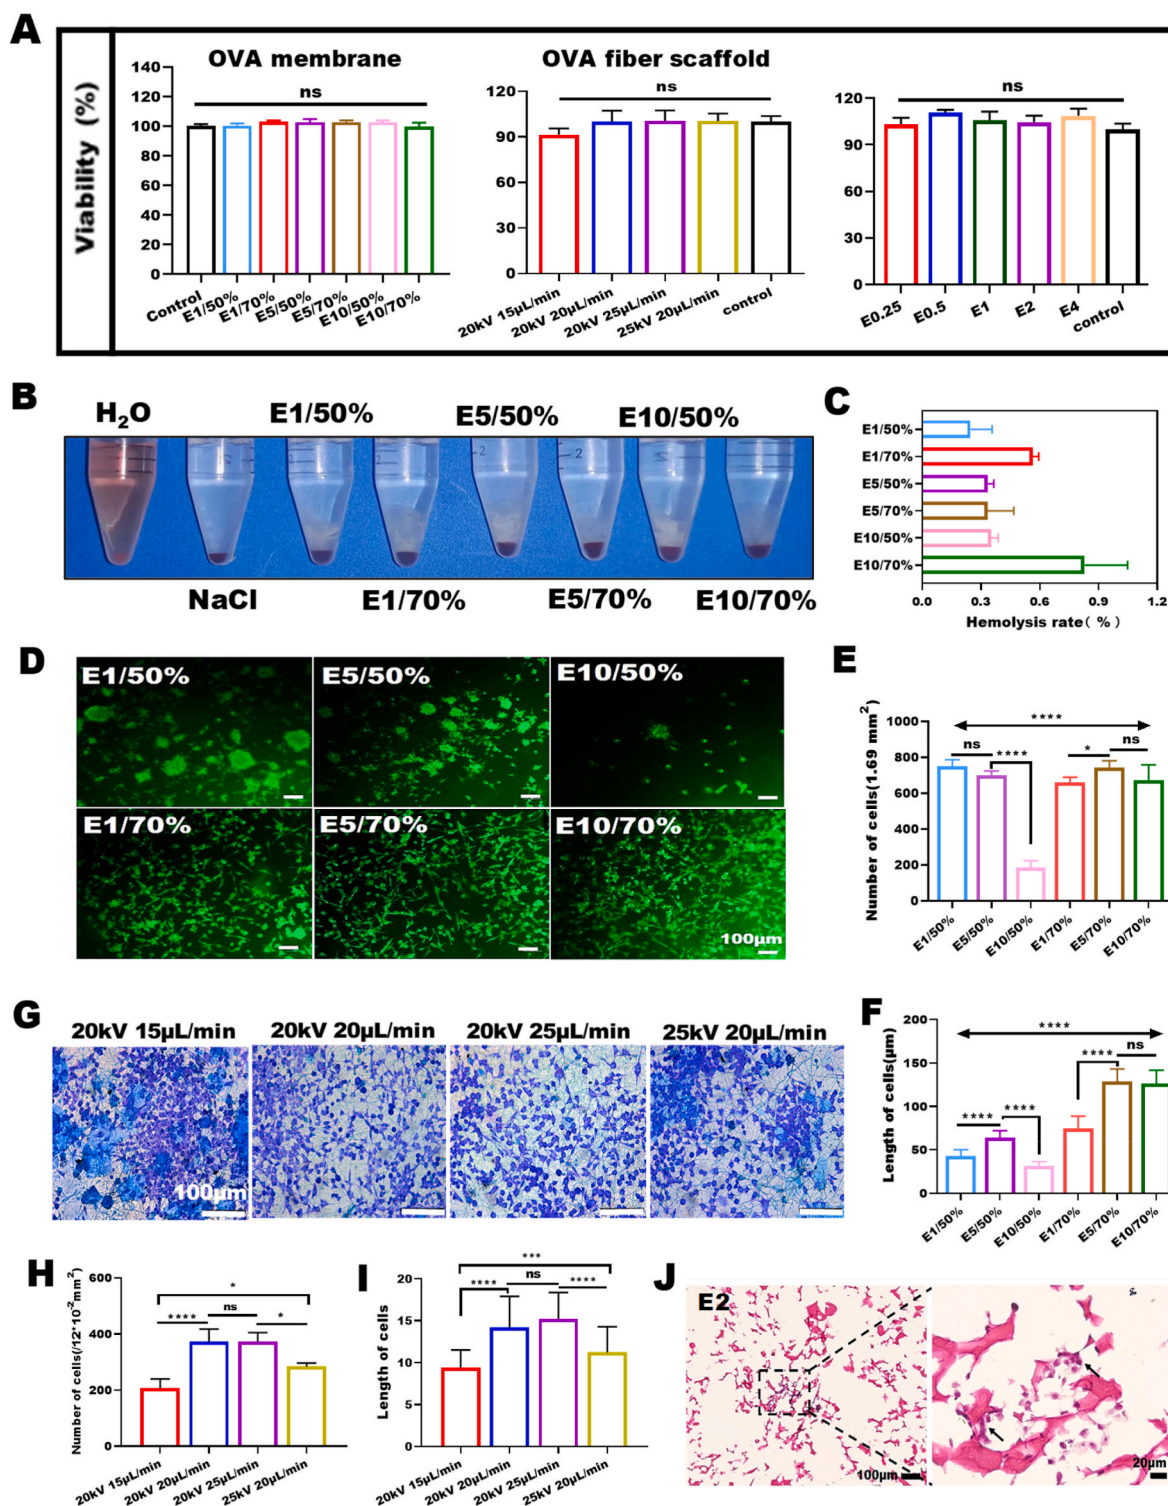 A
Viability (%)
OVA membrane
140
120
100
80
60
40
20
0
ns
Control
E1/50%
E1/70%
E5/50%
E5/70%
E10/50%
E10/70%
OVA fiber scaffold
120
90
60
30
0
ns
20kV 15μL/min
20kV 20μL/min
20kV 25μL/min
25kV 20μL/min
control
120
90
60
30
0
ns
E0.25
E0.5
E1
E2
E4
control
B
H2O
E1/50%
E5/50%
E10/50%
NaCl
E1/70%
E5/70%
E10/70%
C
E1/50%
E1/70%
E5/50%
E5/70%
E10/50%
E10/70%
0.0 0.3 0.6 0.9 1.2
Hemolysis rate( % )
D
E1/50%
E5/50%
E10/50%
E1/70%
E5/70%
E10/70%
100μm
E
Number of cells(1.69 mm²)
1000
800
600
400
200
0
****
ns
****
*
ns
E1/50%
E5/50%
E10/50%
E1/70%
E5/70%
E10/70%
G
20kV 15μL/min
20kV 20μL/min
20kV 25μL/min
25kV 20μL/min
100μm
F
Length of cells(μm)
200
150
100
50
0
****
****
****
****
ns
E1/50%
E5/50%
E10/50%
E1/70%
E5/70%
E10/70%
H
Number of cells(/12*10⁻²mm²)
600
400
200
0
*
****
ns
*
20kV 15μL/min
20kV 20μL/min
20kV 25μL/min
25kV 20μL/min
I
Length of cells
20
15
10
5
0
***
****
ns
****
20kV 15μL/min
20kV 20μL/min
20kV 25μL/min
25kV 20μL/min
J
E2
100μm
20μm